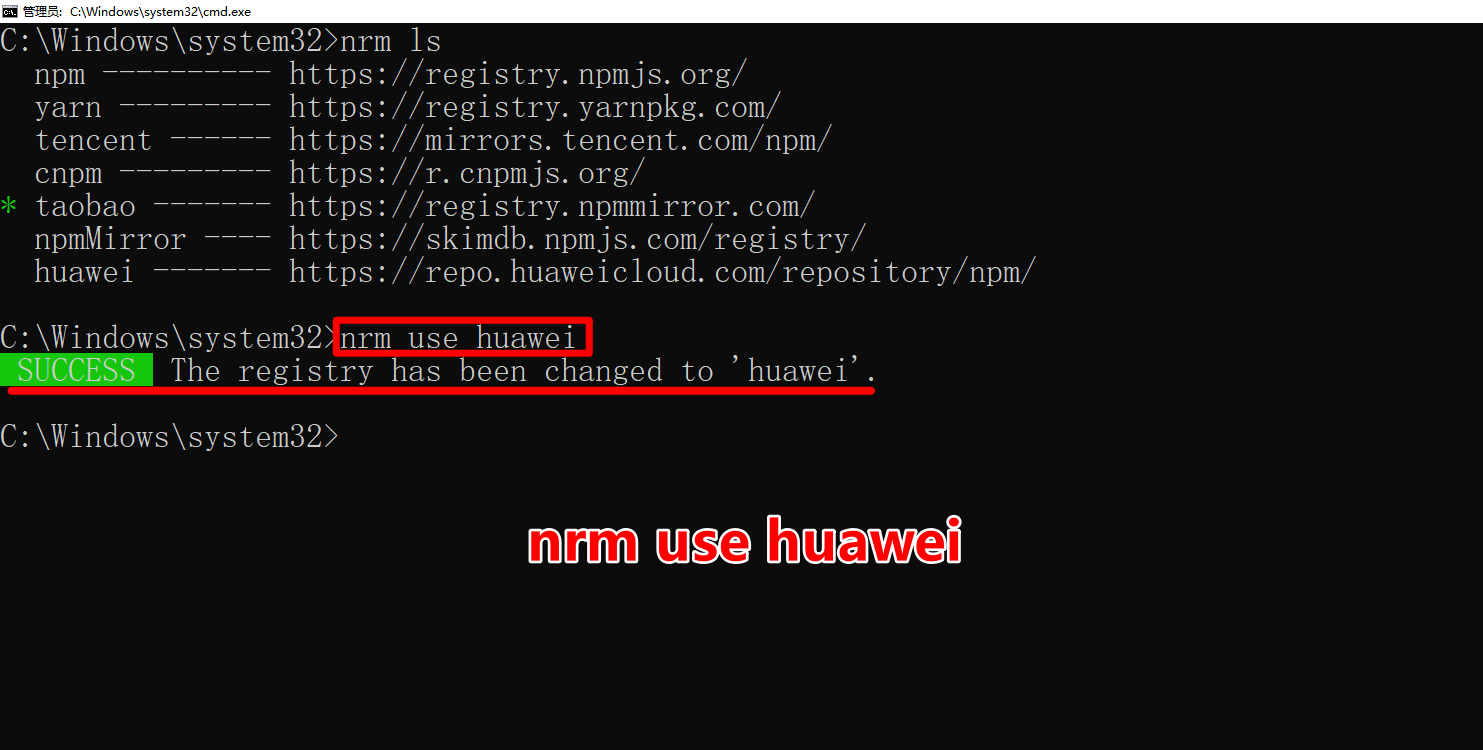 管理员: C:\Windows\system32\cmd.exe
C:\Windows\system32>nrm ls
npm ---------- https://registry.npmjs.org/
yarn --------- https://registry.yarnpkg.com/
tencent ------ https://mirrors.tencent.com/npm/
cnpm --------- https://r.cnpmjs.org/
* taobao ------- https://registry.npmmirror.com/
npmMirror ---- https://skimdb.npmjs.com/registry/
huawei ------- https://repo.huaweicloud.com/repository/npm/
C:\Windows\system32>nrm use huawei
SUCCESS The registry has been changed to 'huawei'.
C:\Windows\system32>
nrm use huawei